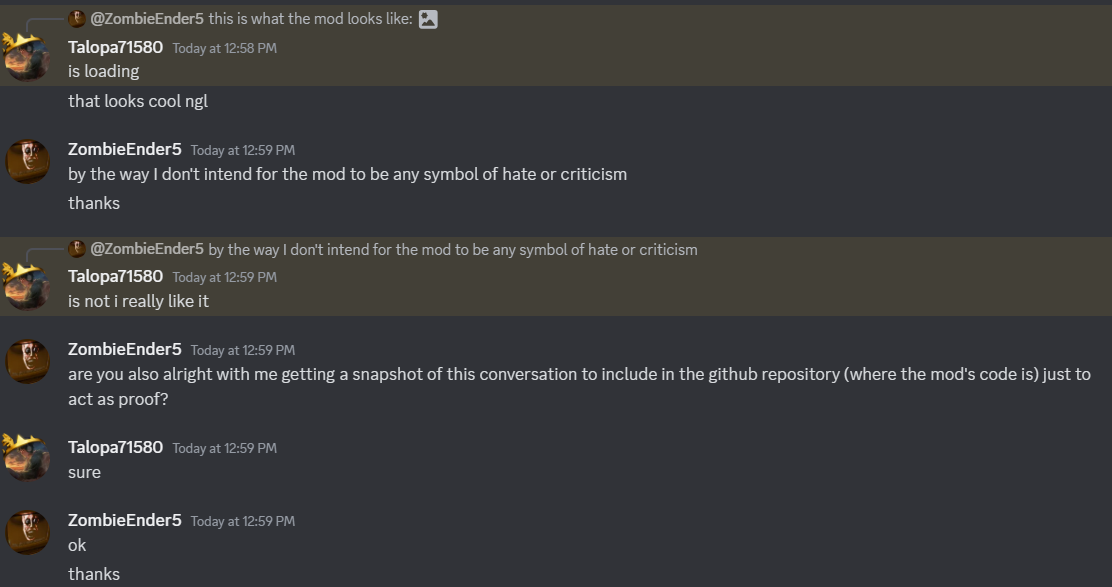 @ZombieEnder5 this is what the mod looks like:
Talopa71580 Today at 12:58 PM
is loading
that looks cool ngl
ZombieEnder5 Today at 12:59 PM
by the way I don't intend for the mod to be any symbol of hate or criticism
thanks
@ZombieEnder5 by the way I don't intend for the mod to be any symbol of hate or criticism
Talopa71580 Today at 12:59 PM
is not i really like it
ZombieEnder5 Today at 12:59 PM
are you also alright with me getting a snapshot of this conversation to include in the github repository (where the mod's code is) just to
act as proof?
Talopa71580 Today at 12:59 PM
sure
ZombieEnder5 Today at 12:59 PM
ok
thanks